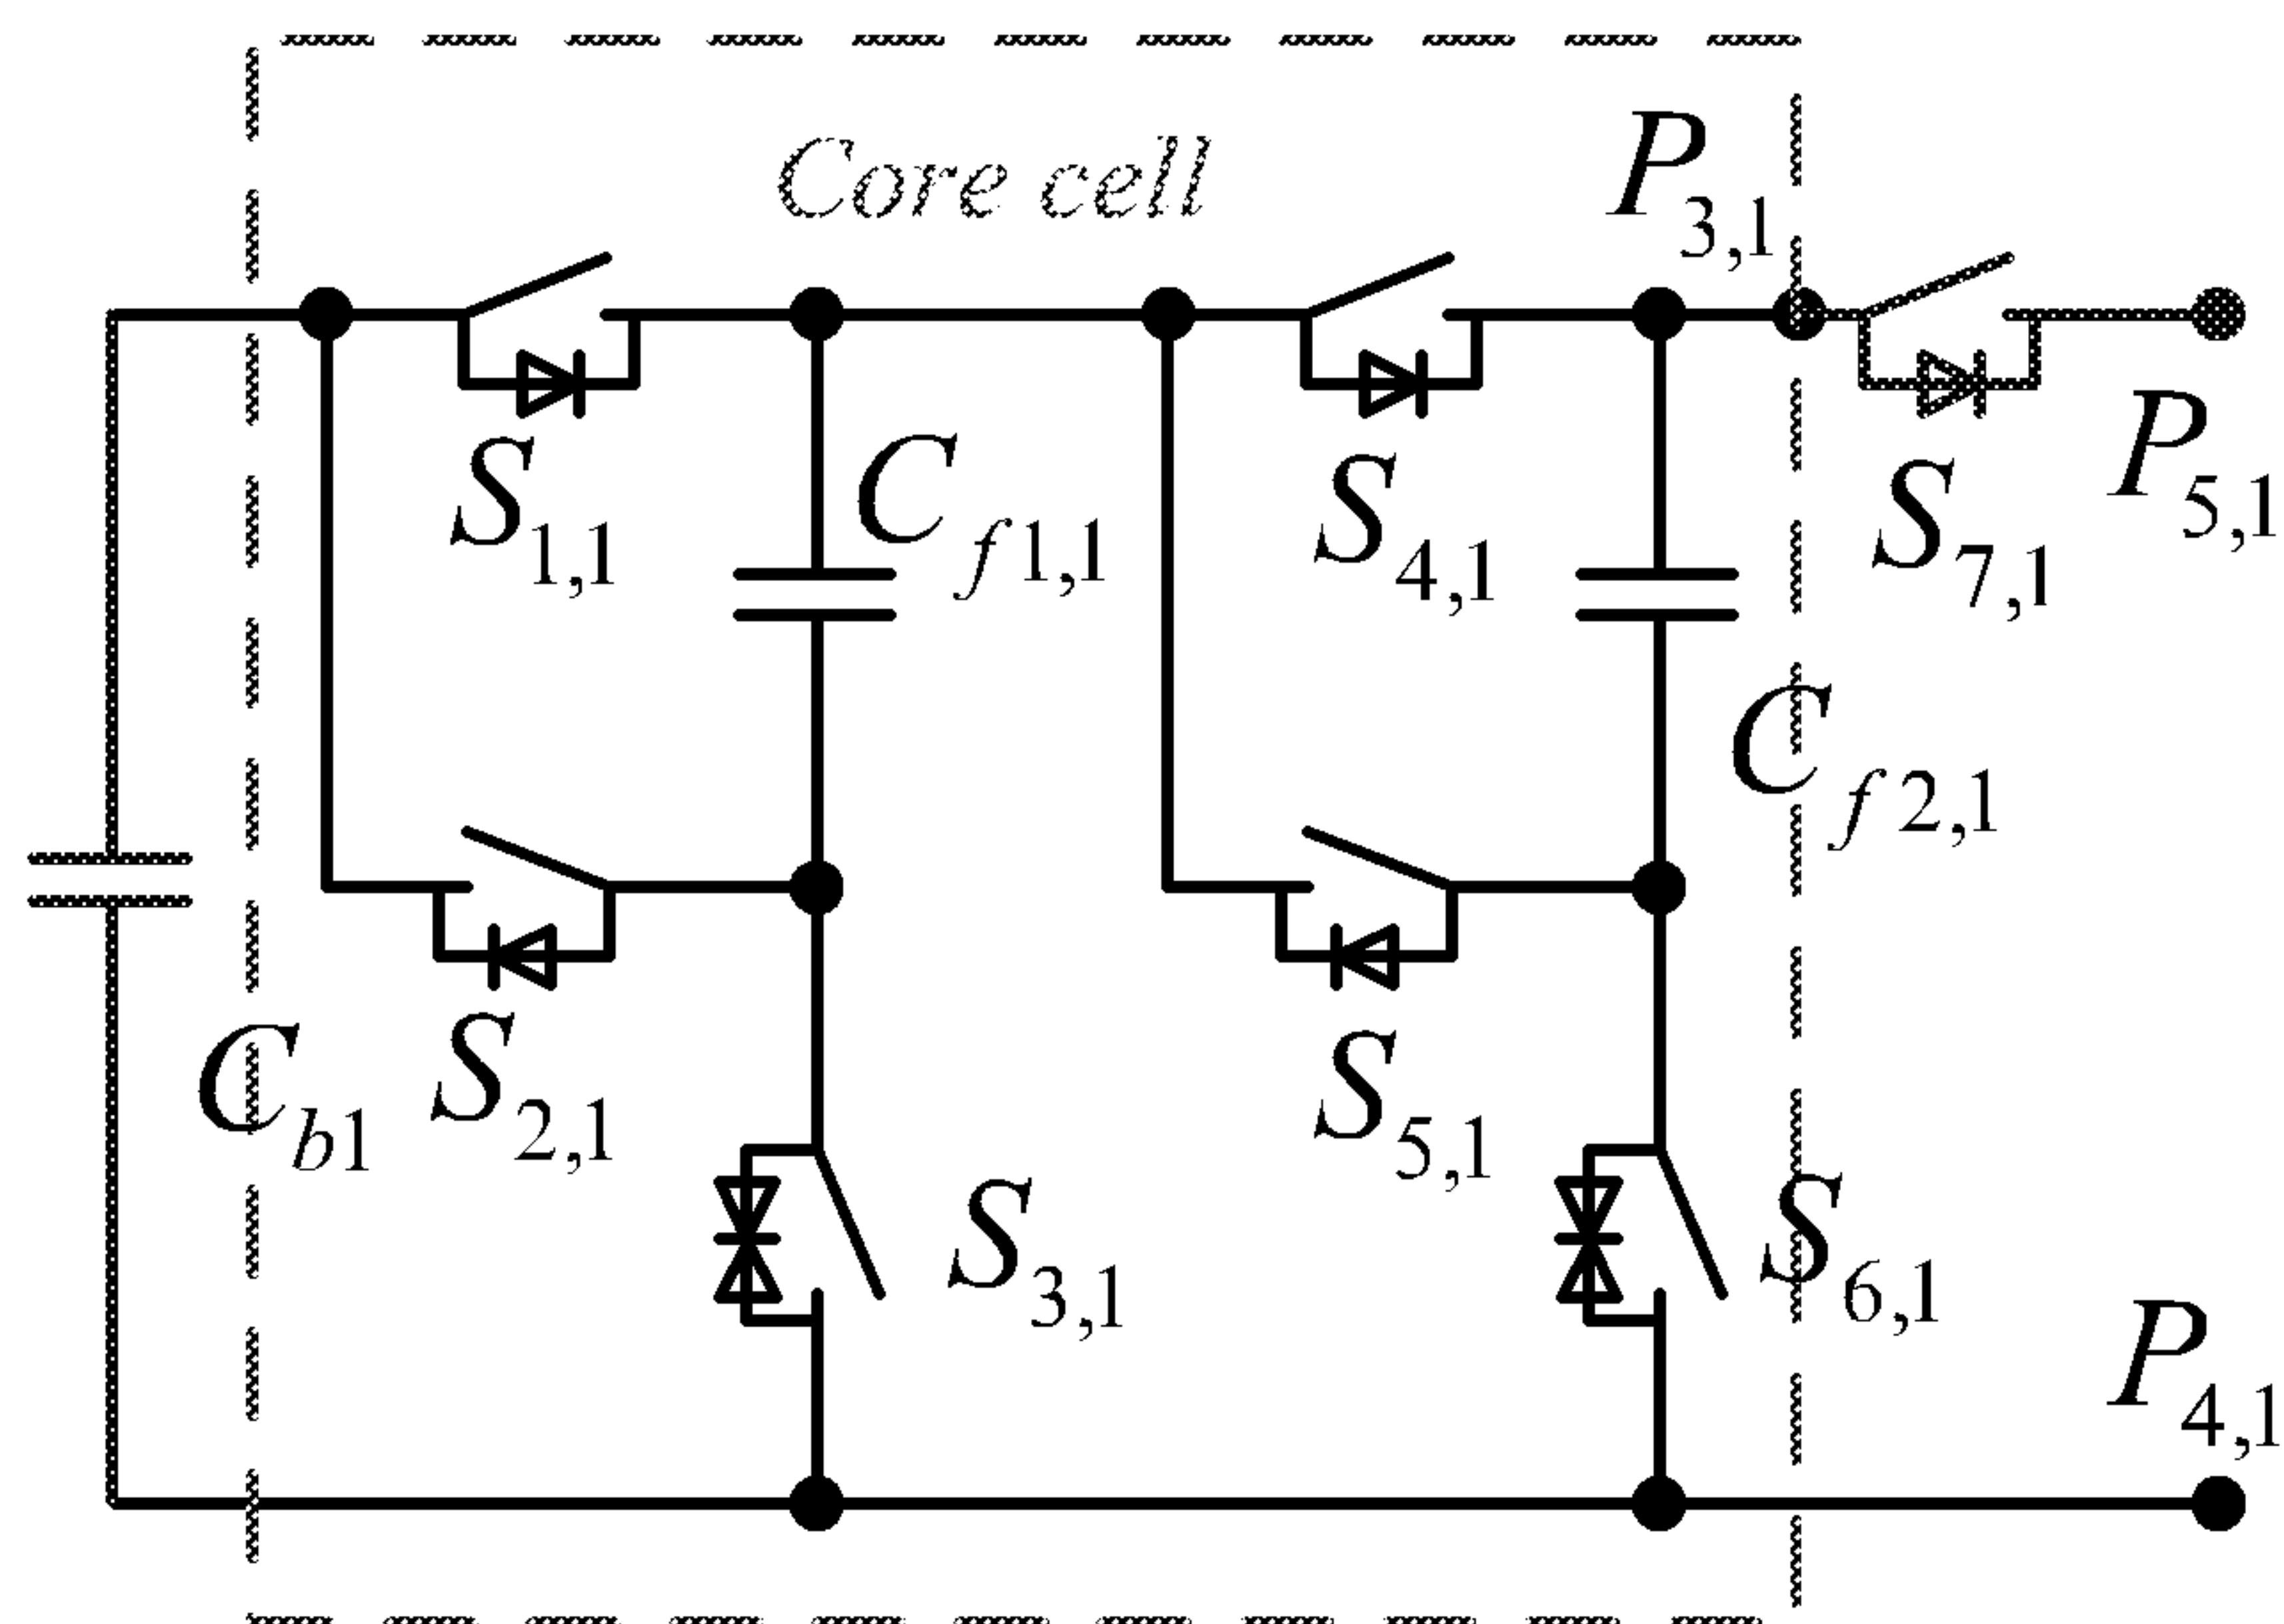 Core cell
P3,1
S1,1
Cf1,1
S4,1
S7,1
P5,1
Cf2,1
Cb1
S2,1
S5,1
S3,1
S6,1
P4,1